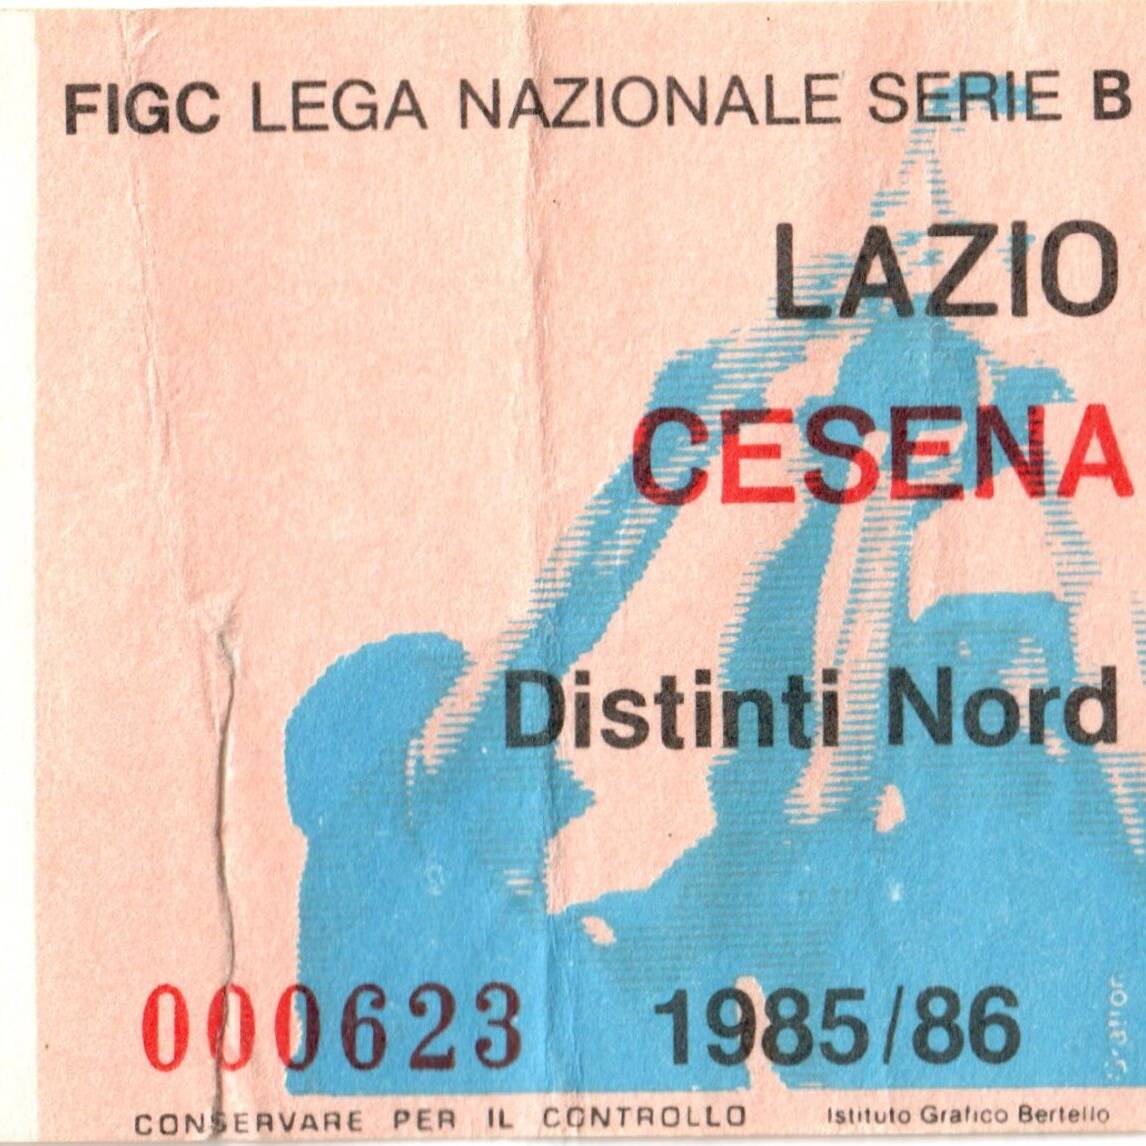 FIGC LEGA NAZIONALE SERIE B
LAZIO
CESENA
Distinti Nord
000623 1985/86
CONSERVARE PER IL CONTROLLO Istituto Grafico Bertello